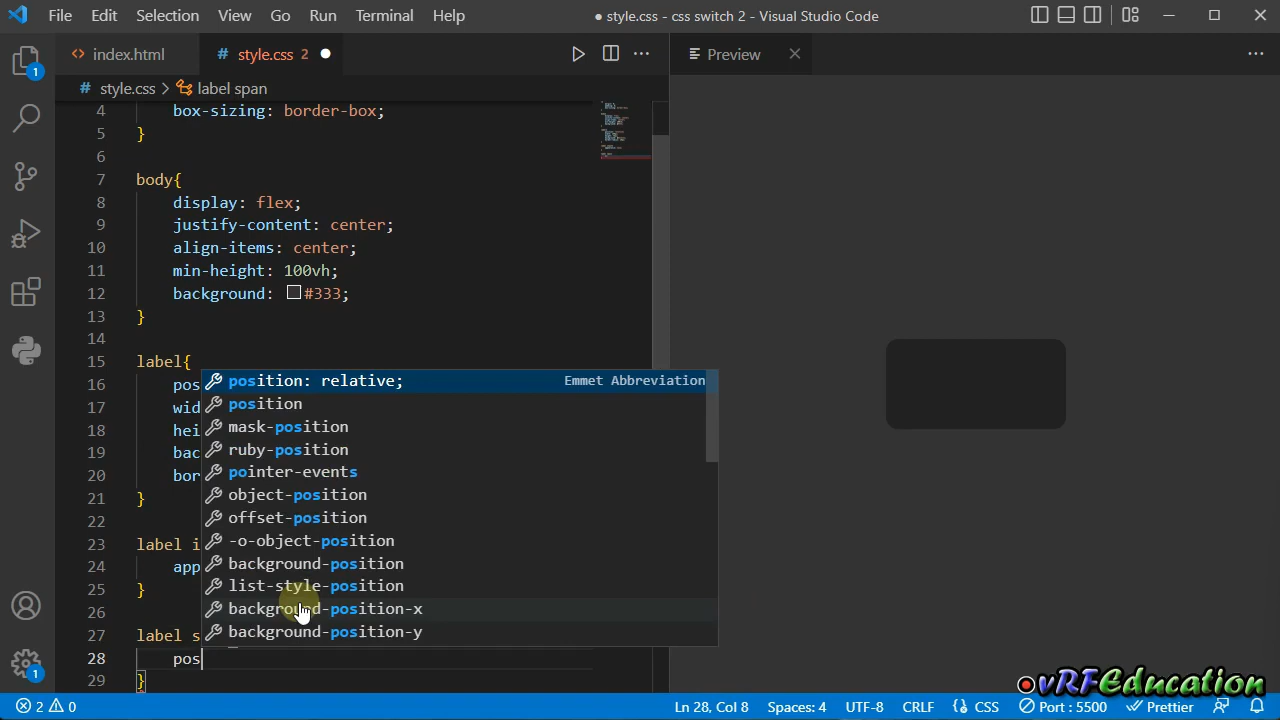 File Edit Selection View Go Run Terminal Help
● style.css - css switch 2 - Visual Studio Code
<> index.html
# style.css 2 ●
Preview
# style.css > label span
4 box-sizing: border-box;
5 }
6
7 body{
8 display: flex;
9 justify-content: center;
10 align-items: center;
11 min-height: 100vh;
12 background: #333;
13 }
14
15 label{
16 pos
17 wid
18 hei
19 bac
20 bor
21 }
22
23 label i
24 app
25 }
26
27 label s
28 pos
29 }
position: relative; Emmet Abbreviation
position
mask-position
ruby-position
pointer-events
object-position
offset-position
-o-object-position
background-position
list-style-position
background-position-x
background-position-y
1
1
vRFEducation
2 0
Ln 28, Col 8 Spaces: 4 UTF-8 CRLF {} CSS Port : 5500 Prettier